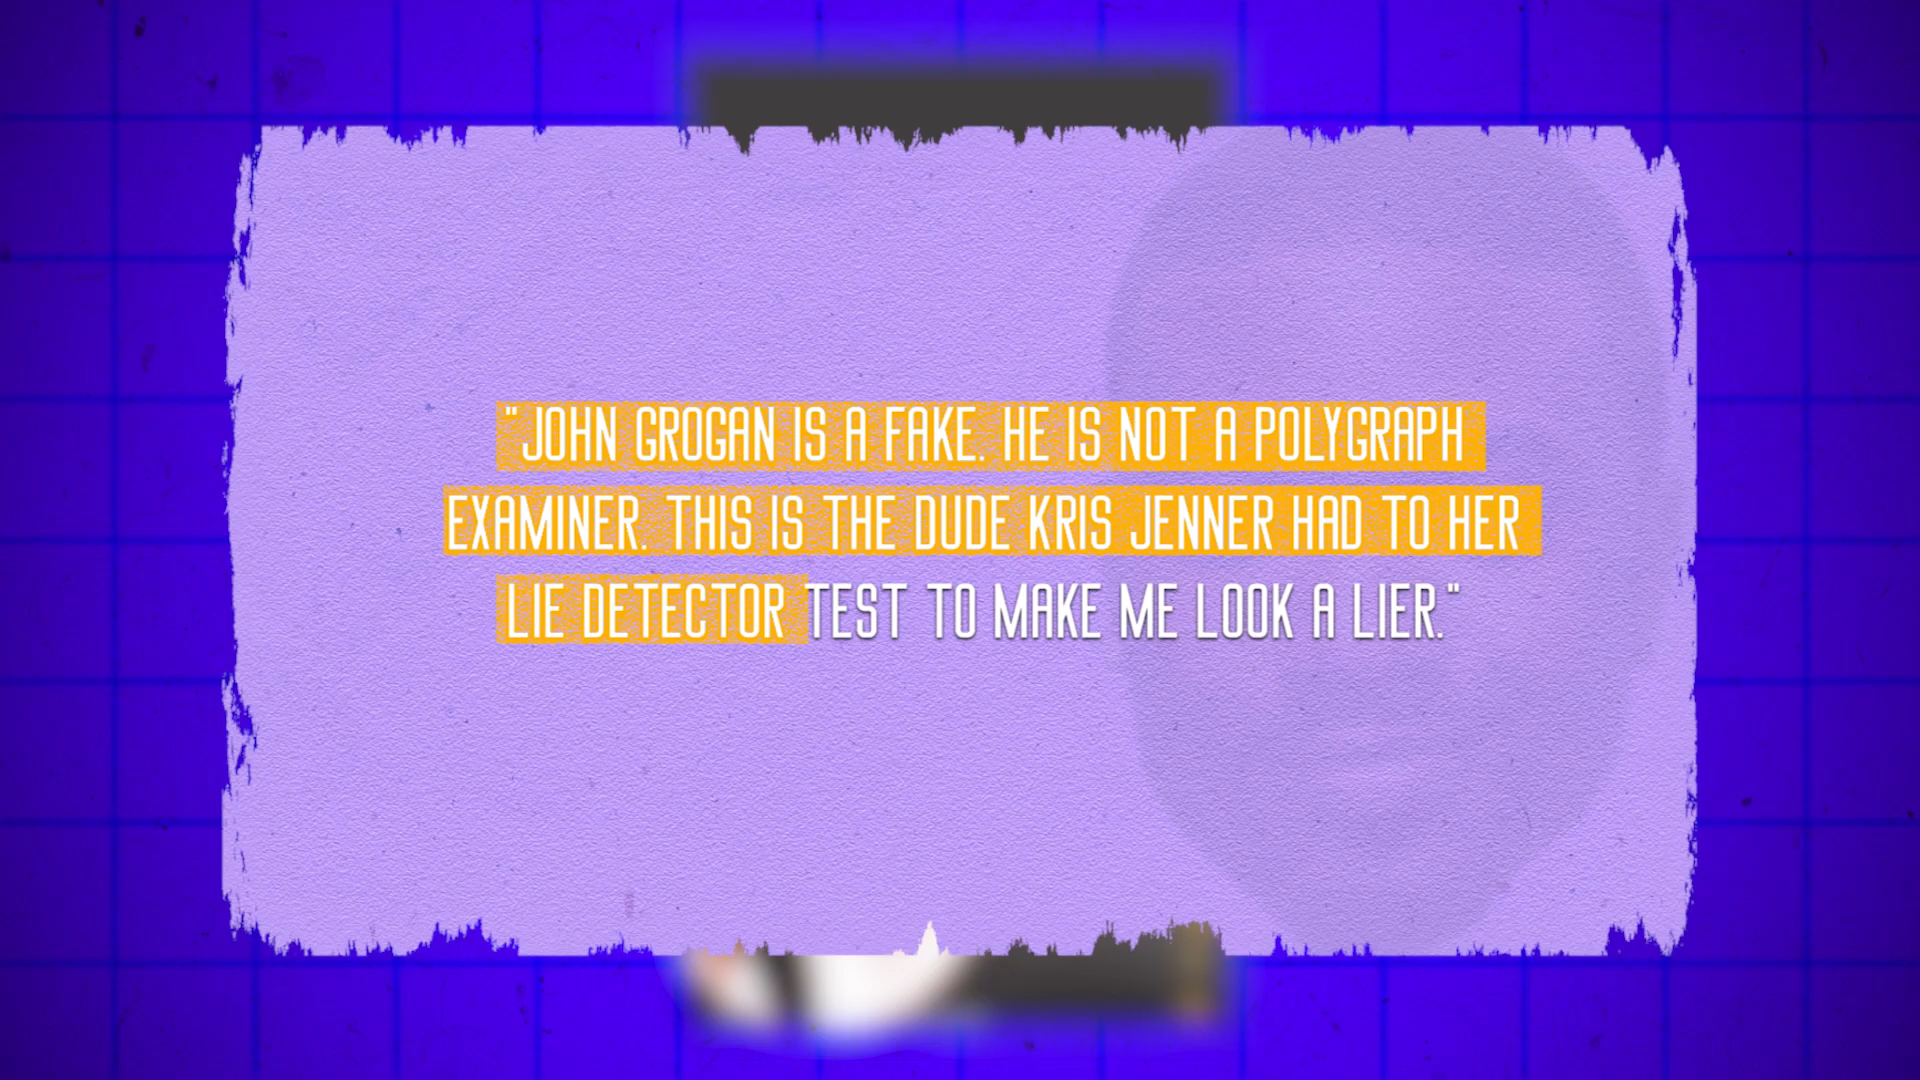 "JOHN GROGAN IS A FAKE. HE IS NOT A POLYGRAPH
EXAMINER. THIS IS THE DUDE KRIS JENNER HAD TO HER
LIE DETECTOR TEST TO MAKE ME LOOK A LIER."